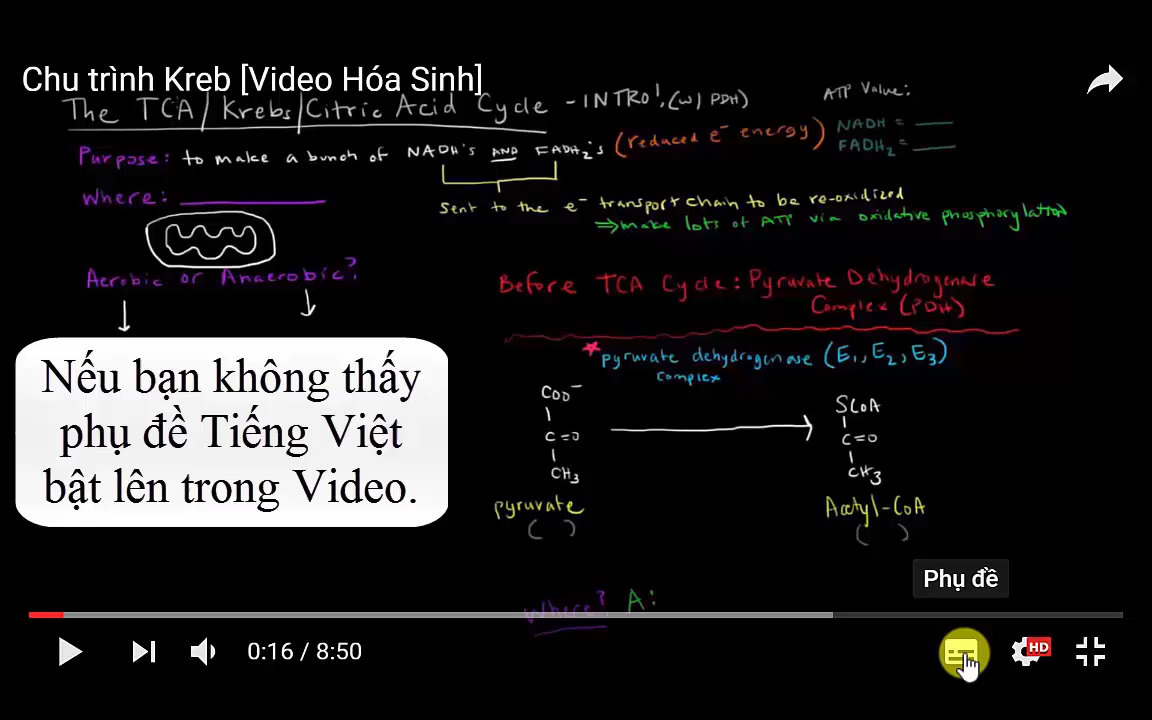 Chu trình Kreb [Video Hóa Sinh]
The TCA/Krebs/Citric Acid Cycle - INTRO! (w/ PDH)
ATP Value:
NADH = ___
FADH2 = ___
Purpose: to make a bunch of NADH's AND FADH2's (reduced e- energy)
Where: ___
Sent to the e- transport chain to be re-oxidized
⇒ make lots of ATP via oxidative phosphorylation
Aerobic or Anaerobic?
Before TCA Cycle: Pyruvate Dehydrogenase
Complex (PDH)
Nếu bạn không thấy
phụ đề Tiếng Việt
bật lên trong Video.
pyruvate dehydrogenase (E1, E2, E3)
complex
COO-
C=O
CH3
pyruvate
( )
SCoA
C=O
CH3
Acetyl-CoA
( )
Phụ đề
Where? A:
0:16 / 8:50
HD